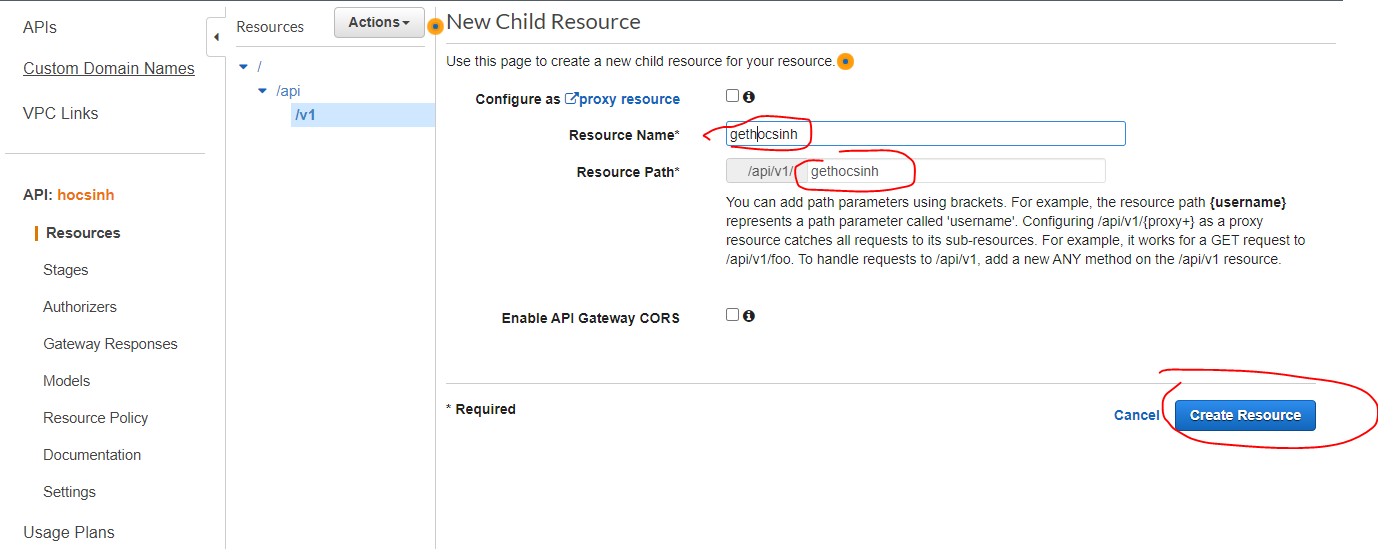 APIs
Custom Domain Names
VPC Links
API: hocsinh
Resources
Stages
Authorizers
Gateway Responses
Models
Resource Policy
Documentation
Settings
Usage Plans
Resources
Actions
/
/api
/v1
New Child Resource
Use this page to create a new child resource for your resource.
Configure as proxy resource
Resource Name*
gethocsinh
Resource Path*
/api/v1/ gethocsinh
You can add path parameters using brackets. For example, the resource path {username}
represents a path parameter called 'username'. Configuring /api/v1/{proxy+} as a proxy
resource catches all requests to its sub-resources. For example, it works for a GET request to
/api/v1/foo. To handle requests to /api/v1, add a new ANY method on the /api/v1 resource.
Enable API Gateway CORS
* Required
Cancel
Create Resource